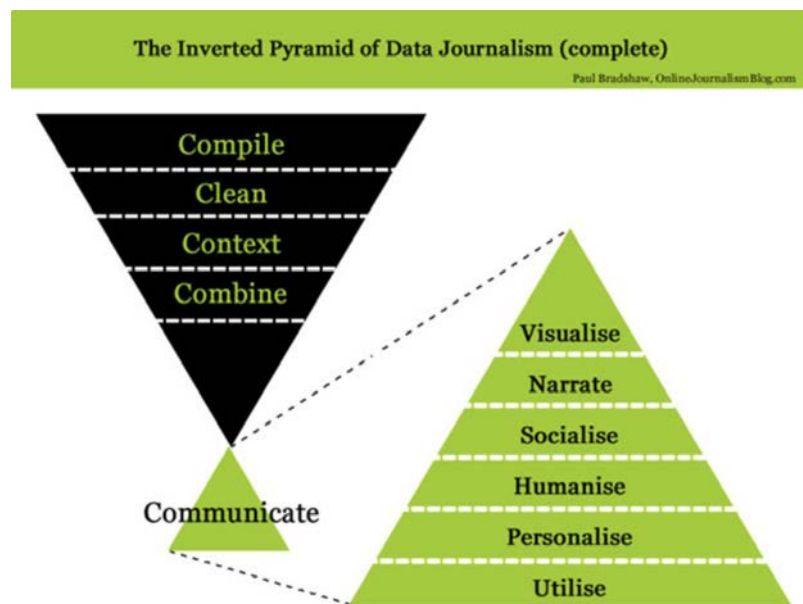 The Inverted Pyramid of Data Journalism (complete)
Paul Bradshaw, OnlineJournalismBlog.com
Compile
Clean
Context
Combine
Communicate
Visualise
Narrate
Socialise
Humanise
Personalise
Utilise